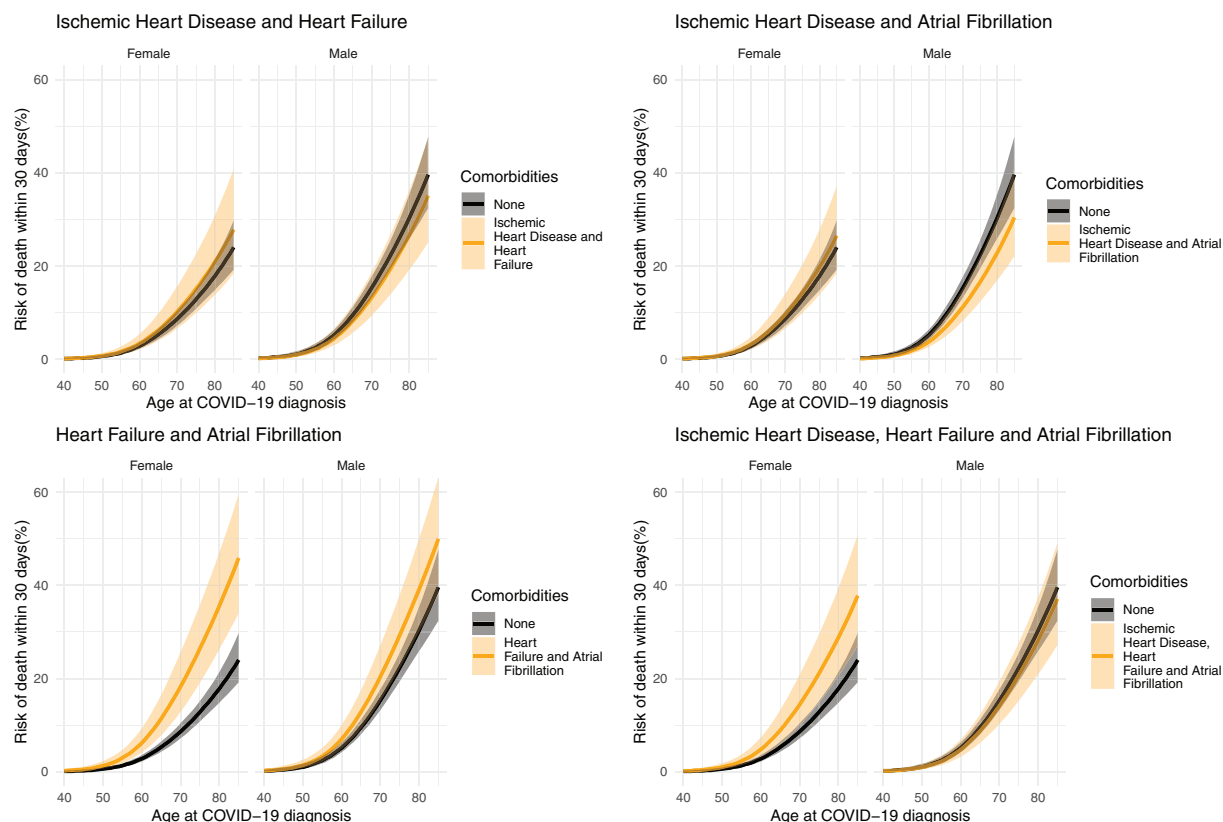 Ischemic Heart Disease and Heart Failure
Female
Male
60
40
20
0
Risk of death within 30 days(%)
40 50 60 70 80
40 50 60 70 80
Age at COVID−19 diagnosis
Comorbidities
None
Ischemic
Heart Disease and
Heart
Failure
Ischemic Heart Disease and Atrial Fibrillation
Female
Male
60
40
20
0
Risk of death within 30 days(%)
40 50 60 70 80
40 50 60 70 80
Age at COVID−19 diagnosis
Comorbidities
None
Ischemic
Heart Disease and Atrial
Fibrillation
Heart Failure and Atrial Fibrillation
Female
Male
60
40
20
0
Risk of death within 30 days(%)
40 50 60 70 80
40 50 60 70 80
Age at COVID−19 diagnosis
Comorbidities
None
Heart
Failure and Atrial
Fibrillation
Ischemic Heart Disease, Heart Failure and Atrial Fibrillation
Female
Male
60
40
20
0
Risk of death within 30 days(%)
40 50 60 70 80
40 50 60 70 80
Age at COVID−19 diagnosis
Comorbidities
None
Ischemic
Heart Disease,
Heart
Failure and Atrial
Fibrillation